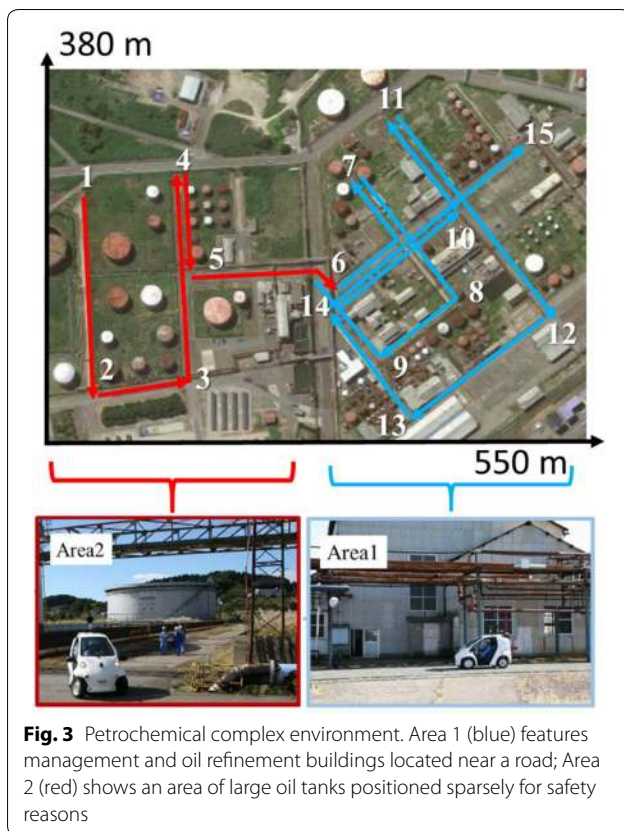 380 m
11
15
7
4
1
10
6
5
14
8
12
2
3
9
13
550 m
Area2
Area1
Fig. 3 Petrochemical complex environment. Area 1 (blue) features
management and oil refinement buildings located near a road; Area
2 (red) shows an area of large oil tanks positioned sparsely for safety
reasons